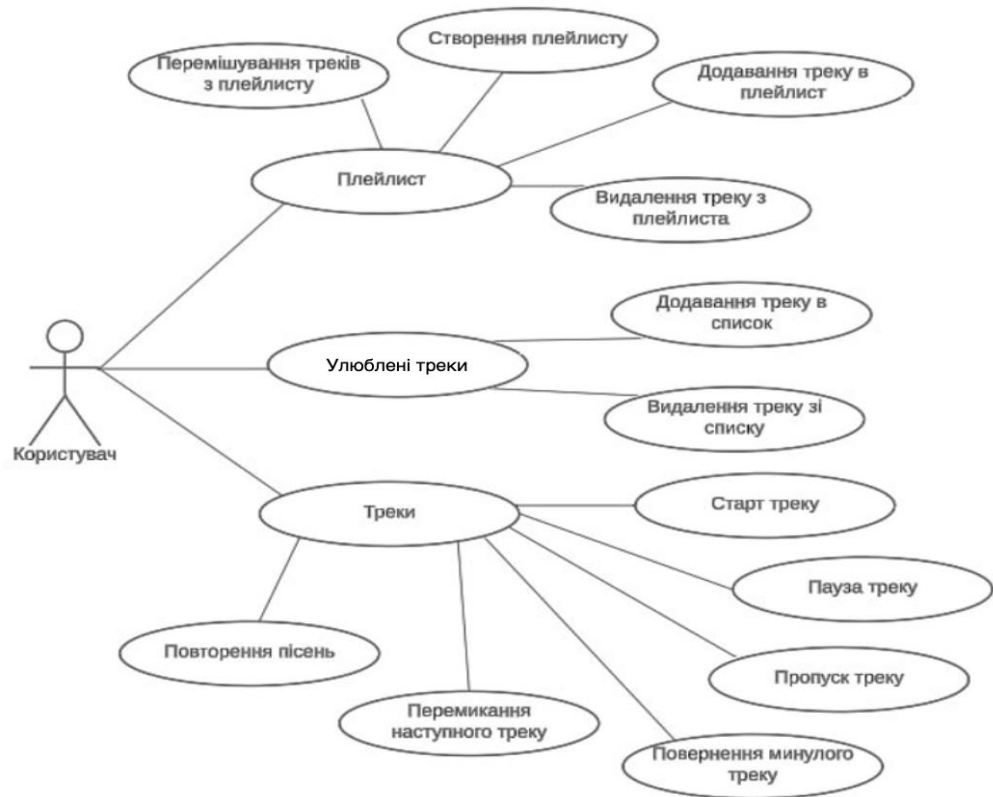 Створення плейлисту
Перемішування треків
з плейлисту
Додавання треку в
плейлист
Плейлист
Видалення треку з
плейлиста
Додавання треку в
список
Улюблені треки
Видалення треку зі
списку
Користувач
Треки
Старт треку
Пауза треку
Повторення пісень
Пропуск треку
Перемикання
наступного треку
Повернення минулого
треку